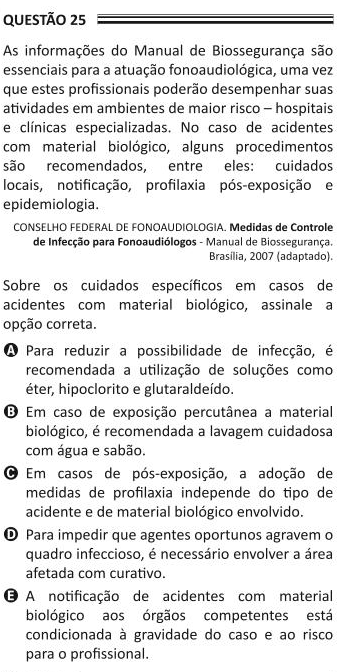 QUESTÃO 25
As informações do Manual de Biossegurança são
essenciais para a atuação fonoaudiológica, uma vez
que estes profissionais poderão desempenhar suas
atividades em ambientes de maior risco – hospitais
e clínicas especializadas. No caso de acidentes
com material biológico, alguns procedimentos
são recomendados, entre eles: cuidados
locais, notificação, profilaxia pós-exposição e
epidemiologia.
CONSELHO FEDERAL DE FONOAUDIOLOGIA. Medidas de Controle
de Infecção para Fonoaudiólogos - Manual de Biossegurança.
Brasília, 2007 (adaptado).
Sobre os cuidados específicos em casos de
acidentes com material biológico, assinale a
opção correta.
A Para reduzir a possibilidade de infecção, é
recomendada a utilização de soluções como
éter, hipoclorito e glutaraldeído.
B Em caso de exposição percutânea a material
biológico, é recomendada a lavagem cuidadosa
com água e sabão.
C Em casos de pós-exposição, a adoção de
medidas de profilaxia independe do tipo de
acidente e de material biológico envolvido.
D Para impedir que agentes oportunos agravem o
quadro infeccioso, é necessário envolver a área
afetada com curativo.
E A notificação de acidentes com material
biológico aos órgãos competentes está
condicionada à gravidade do caso e ao risco
para o profissional.